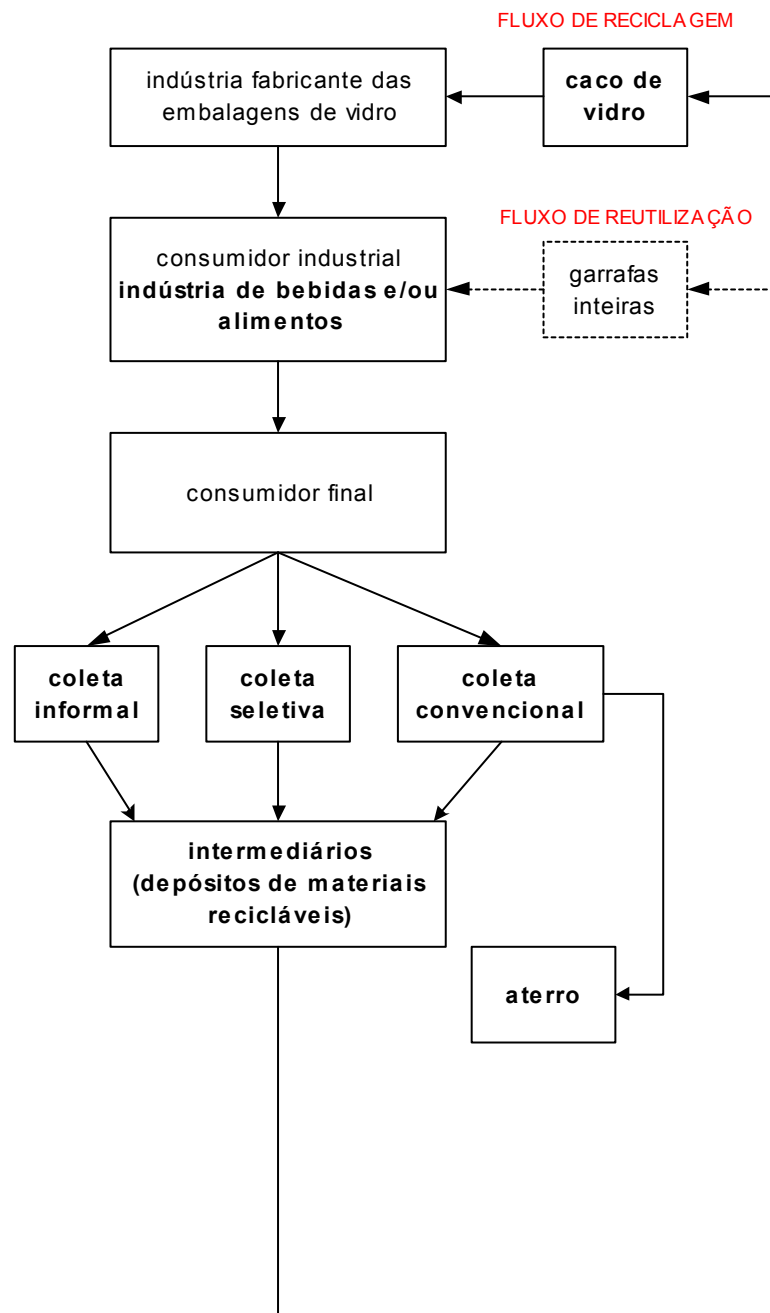 FLUXO DE RECICLAGEM
indústria fabricante das
embalagens de vidro
caco de
vidro
FLUXO DE REUTILIZAÇÃO
consumidor industrial
indústria de bebidas e/ou
alimentos
garrafas
inteiras
consumidor final
coleta
informal
coleta
seletiva
coleta
convencional
intermediários
(depósitos de materiais
recicláveis)
aterro